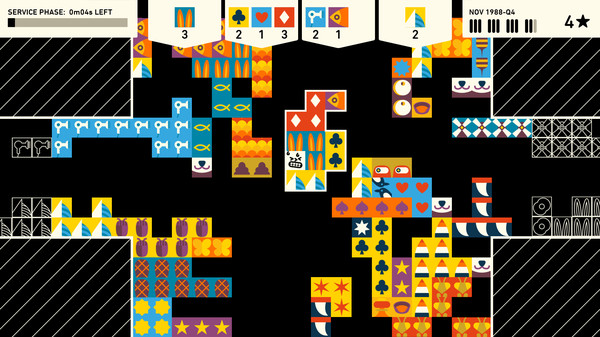 SERVICE PHASE: 0m04s LEFT
3
2 1 3
2 1
2
NOV 1988-Q4
4★